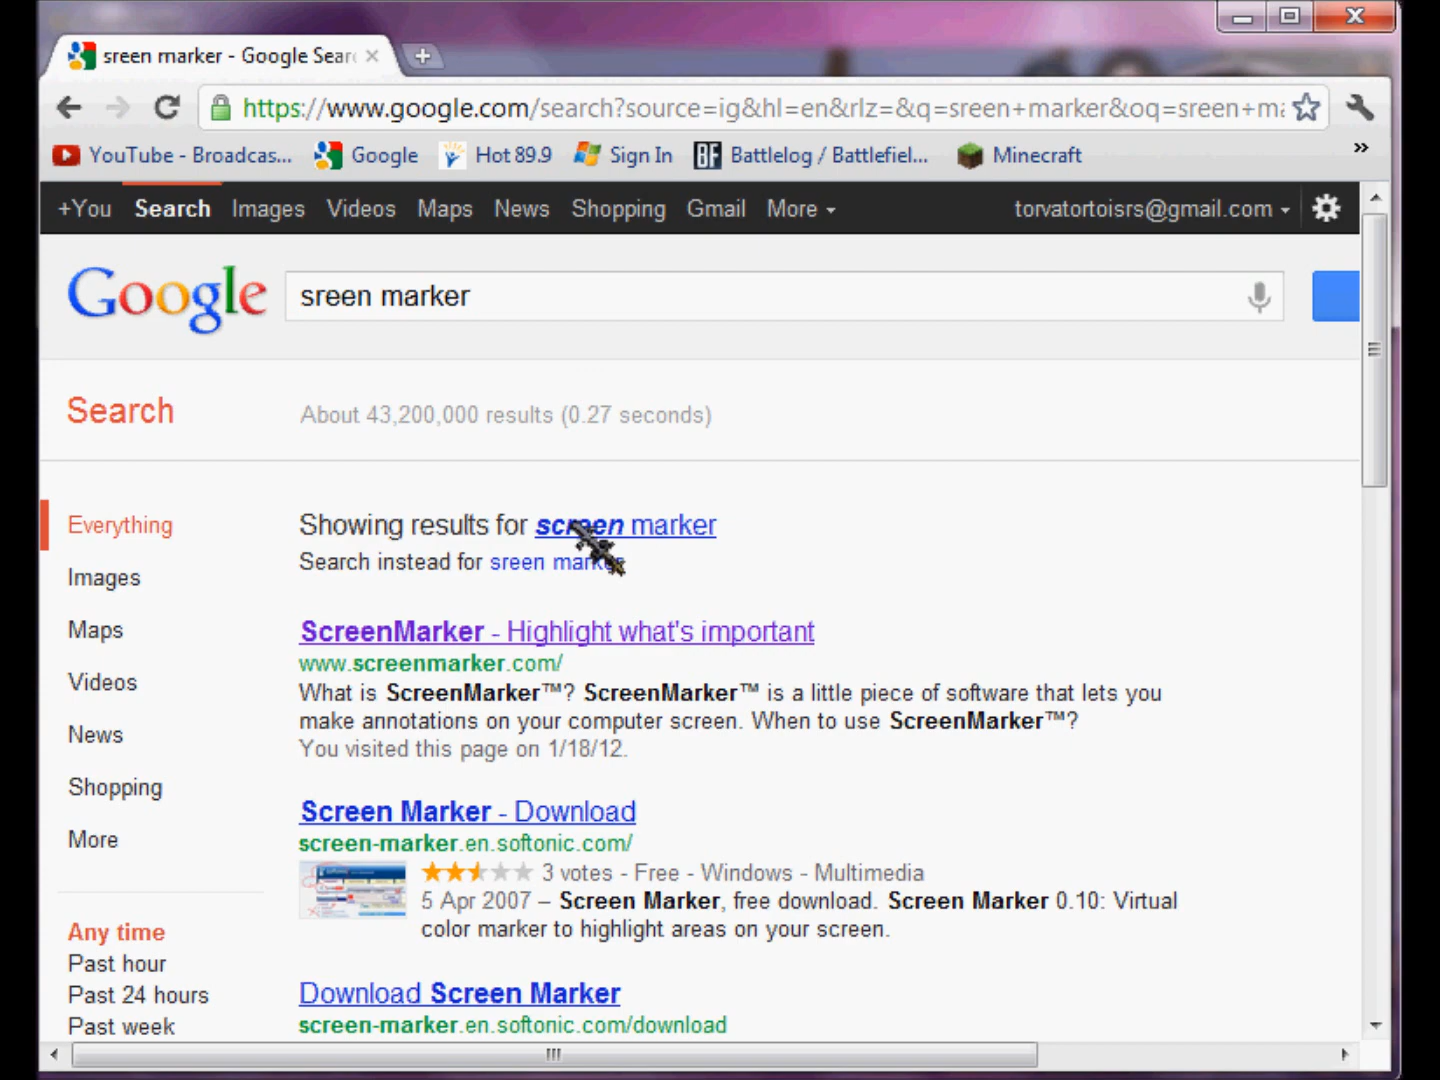 sreen marker - Google Sear
https://www.google.com/search?source=ig&hl=en&rlz=&q=sreen+marker&oq=sreen+ma
YouTube - Broadcas... Google Hot 89.9 Sign In Battlelog / Battlefiel... Minecraft »
+You Search Images Videos Maps News Shopping Gmail More torvatortoisrs@gmail.com
Google sreen marker
Search About 43,200,000 results (0.27 seconds)
Everything
Images
Maps
Videos
News
Shopping
More
Any time
Past hour
Past 24 hours
Past week
Showing results for screen marker
Search instead for sreen marker
ScreenMarker - Highlight what's important
www.screenmarker.com/
What is ScreenMarker™? ScreenMarker™ is a little piece of software that lets you
make annotations on your computer screen. When to use ScreenMarker™?
You visited this page on 1/18/12.
Screen Marker - Download
screen-marker.en.softonic.com/
3 votes - Free - Windows - Multimedia
5 Apr 2007 – Screen Marker, free download. Screen Marker 0.10: Virtual
color marker to highlight areas on your screen.
Download Screen Marker
screen-marker.en.softonic.com/download